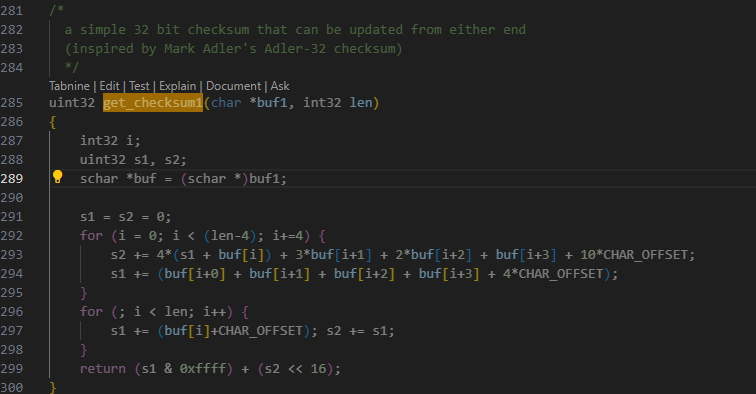 281 /*
282 a simple 32 bit checksum that can be updated from either end
283 (inspired by Mark Adler's Adler-32 checksum)
284 */
Tabnine | Edit | Test | Explain | Document | Ask
285 uint32 get_checksum1(char *buf1, int32 len)
286 {
287 int32 i;
288 uint32 s1, s2;
289 schar *buf = (schar *)buf1;
290
291 s1 = s2 = 0;
292 for (i = 0; i < (len-4); i+=4) {
293 s2 += 4*(s1 + buf[i]) + 3*buf[i+1] + 2*buf[i+2] + buf[i+3] + 10*CHAR_OFFSET;
294 s1 += (buf[i+0] + buf[i+1] + buf[i+2] + buf[i+3] + 4*CHAR_OFFSET);
295 }
296 for (; i < len; i++) {
297 s1 += (buf[i]+CHAR_OFFSET); s2 += s1;
298 }
299 return (s1 & 0xffff) + (s2 << 16);
300 }